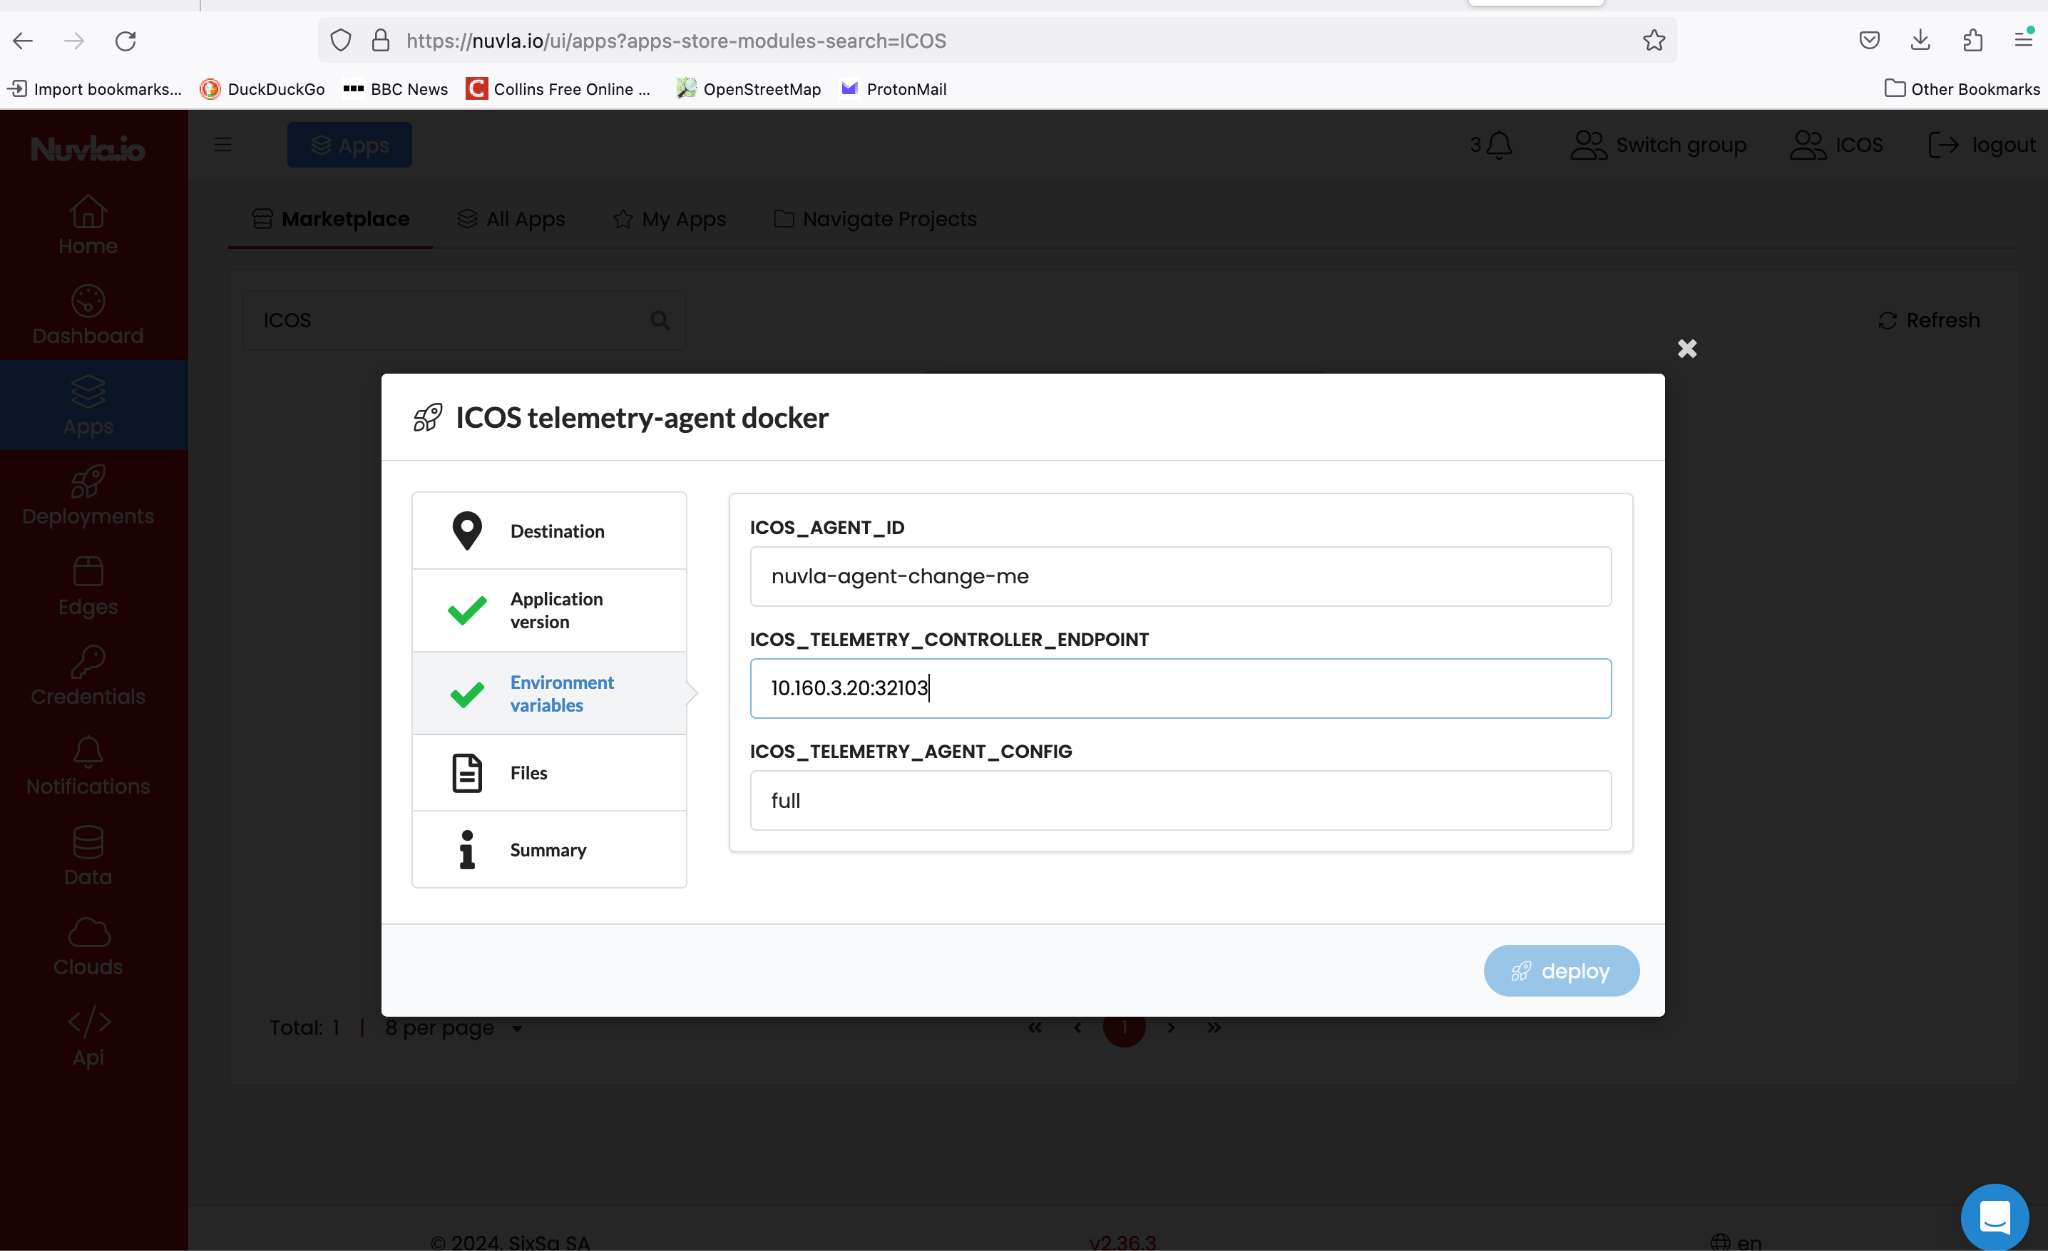 https://nuvla.io/ui/apps?apps-store-modules-search=ICOS
Import bookmarks... DuckDuckGo BBC News Collins Free Online ... OpenStreetMap ProtonMail Other Bookmarks
Nuvla.io
Apps
3 Switch group ICOS logout
Home
Dashboard
Apps
Deployments
Edges
Credentials
Notifications
Data
Clouds
Api
Marketplace All Apps My Apps Navigate Projects
ICOS
Refresh
ICOS telemetry-agent docker
Destination
Application
version
Environment
variables
Files
Summary
ICOS_AGENT_ID
nuvla-agent-change-me
ICOS_TELEMETRY_CONTROLLER_ENDPOINT
10.160.3.20:32103
ICOS_TELEMETRY_AGENT_CONFIG
full
deploy
Total: 1 | 8 per page « ‹ 1 › »
© 2024, SixSq SA v2.36.3 en